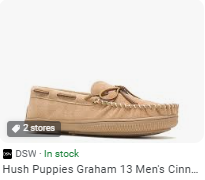 2 stores
DSW · In stock
Hush Puppies Graham 13 Men's Cinn...